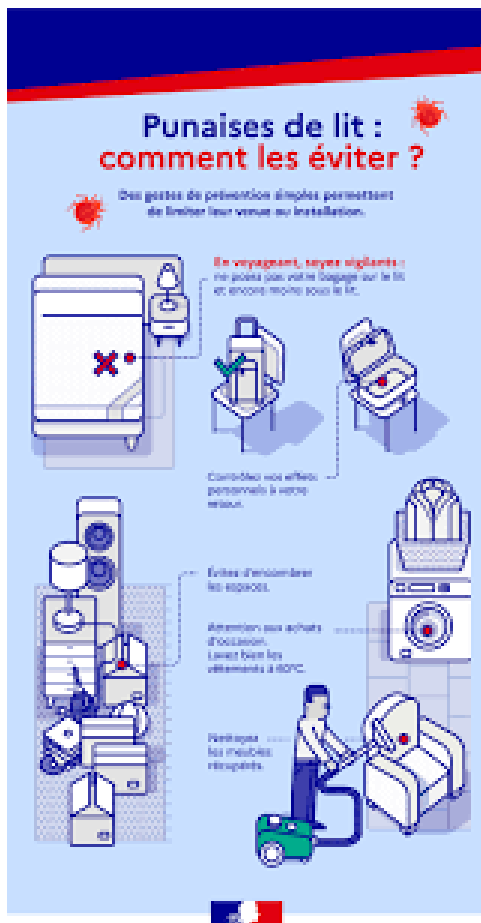 Punaises de lit :
comment les éviter ?
Des gestes de prévention simples permettent
de limiter leur venue ou installation.
En voyageant, soyez vigilants :
ne posez pas votre bagage sur le lit
et encore moins sous le lit.
Contrôlez vos effets
personnels à votre
retour.
Évitez d'encombrer
les espaces.
Attention aux achats
d'occasion.
Lavez bien les
vêtements à 60°C.
Nettoyez
les meubles
récupérés.